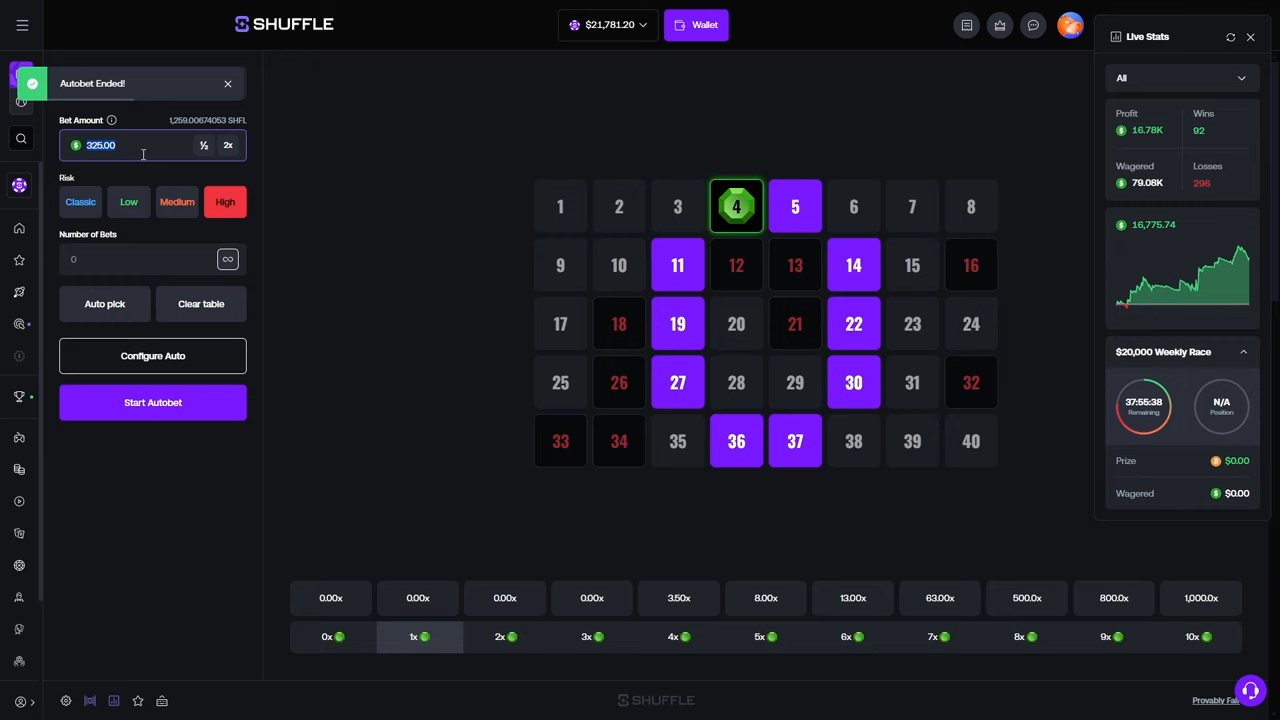 SHUFFLE
$21,781.20
Wallet
Live Stats
Autobet Ended!
All
Bet Amount
1,259.00674053 SHFL
325.00
½
2x
Profit
Wins
16.78K
92
Wagered
Losses
79.08K
296
Risk
Classic
Low
Medium
High
Number of Bets
0
∞
Auto pick
Clear table
Configure Auto
Start Autobet
1 2 3 4 5 6 7 8
9 10 11 12 13 14 15 16
17 18 19 20 21 22 23 24
25 26 27 28 29 30 31 32
33 34 35 36 37 38 39 40
16,775.74
$20,000 Weekly Race
37:55:38
Remaining
N/A
Position
Prize
$0.00
Wagered
$0.00
0.00x 0.00x 0.00x 0.00x 3.50x 8.00x 13.00x 63.00x 500.0x 800.0x 1,000.0x
0x 1x 2x 3x 4x 5x 6x 7x 8x 9x 10x
SHUFFLE
Provably